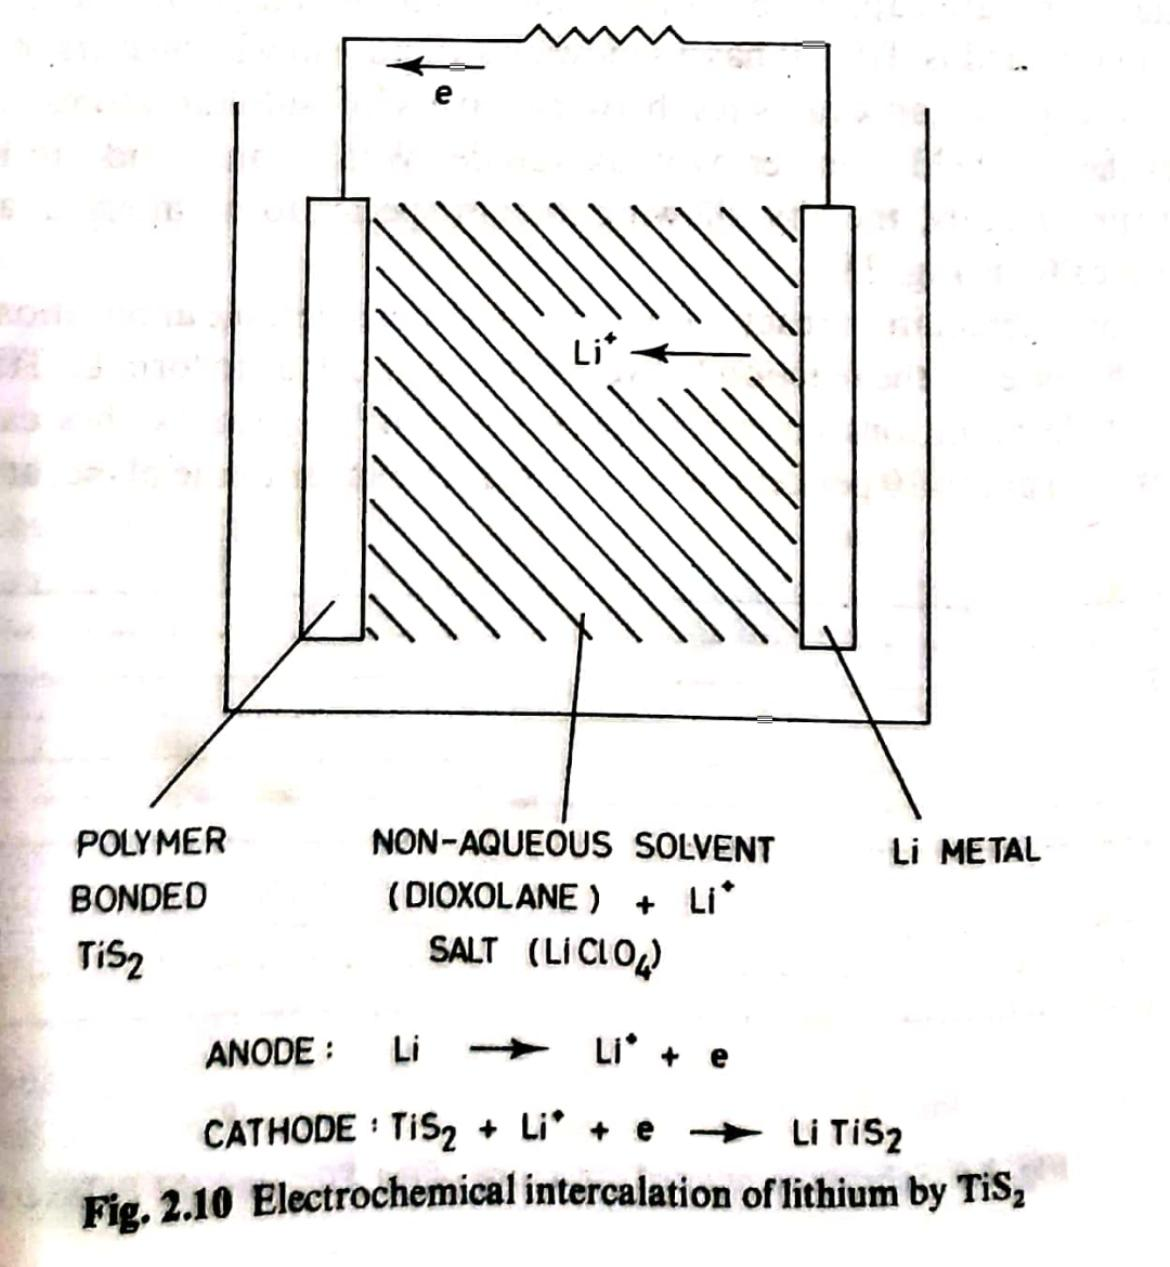 e
Li⁺
POLYMER
BONDED
TiS₂
NON-AQUEOUS SOLVENT
(DIOXOLANE) + Li⁺
SALT (LiClO₄)
Li METAL
ANODE : Li → Li⁺ + e
CATHODE : TiS₂ + Li⁺ + e → Li TiS₂
Fig. 2.10 Electrochemical intercalation of lithium by TiS₂